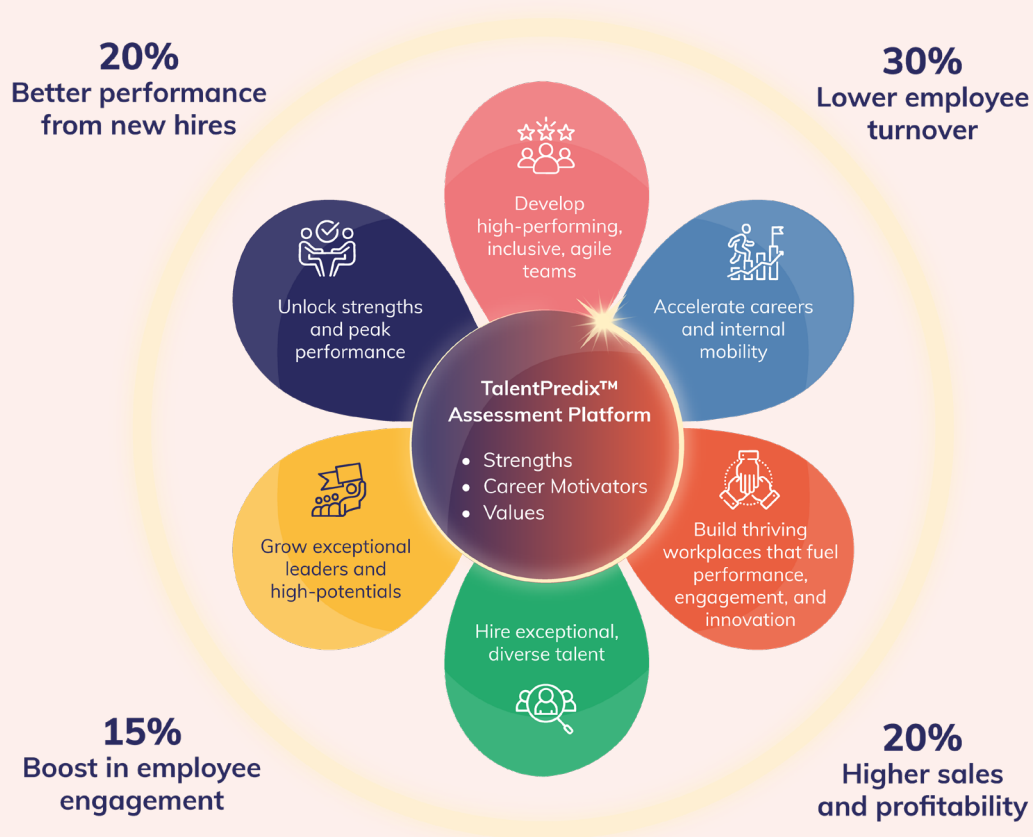 20%
Better performance
from new hires
30%
Lower employee
turnover
Develop
high-performing,
inclusive, agile
teams
Unlock strengths
and peak
performance
Accelerate careers
and internal
mobility
TalentPredix™
Assessment Platform
• Strengths
• Career Motivators
• Values
Grow exceptional
leaders and
high-potentials
Build thriving
workplaces that fuel
performance,
engagement, and
innovation
Hire exceptional,
diverse talent
15%
Boost in employee
engagement
20%
Higher sales
and profitability